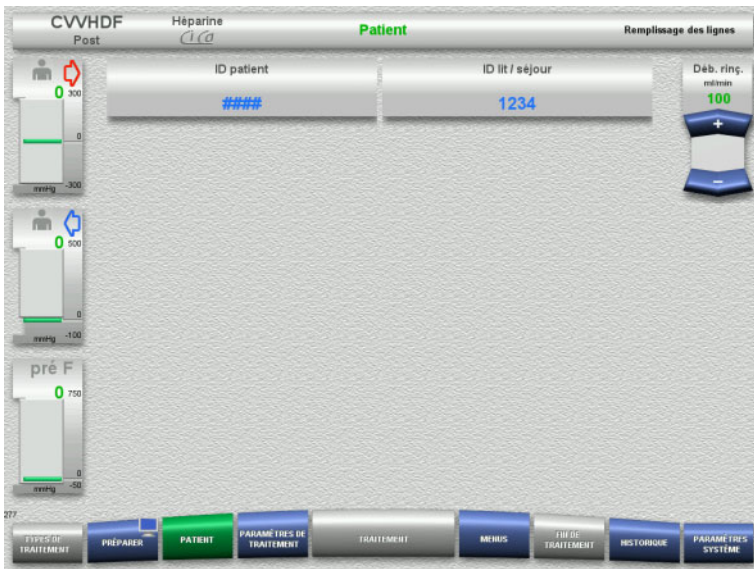 CVVHDF
Post
Héparine
CiCa
Patient
Remplissage des lignes
ID patient
####
ID lit / séjour
1234
Déb. rinç.
ml/min
100
+
−
0
300
0
-300
mmHg
0
500
0
-100
mmHg
pré F
0
750
0
-50
mmHg
277
TYPES DE
TRAITEMENT
PRÉPARER
PATIENT
PARAMÈTRES DE
TRAITEMENT
TRAITEMENT
MENUS
FIN DE
TRAITEMENT
HISTORIQUE
PARAMÈTRES
SYSTÈME